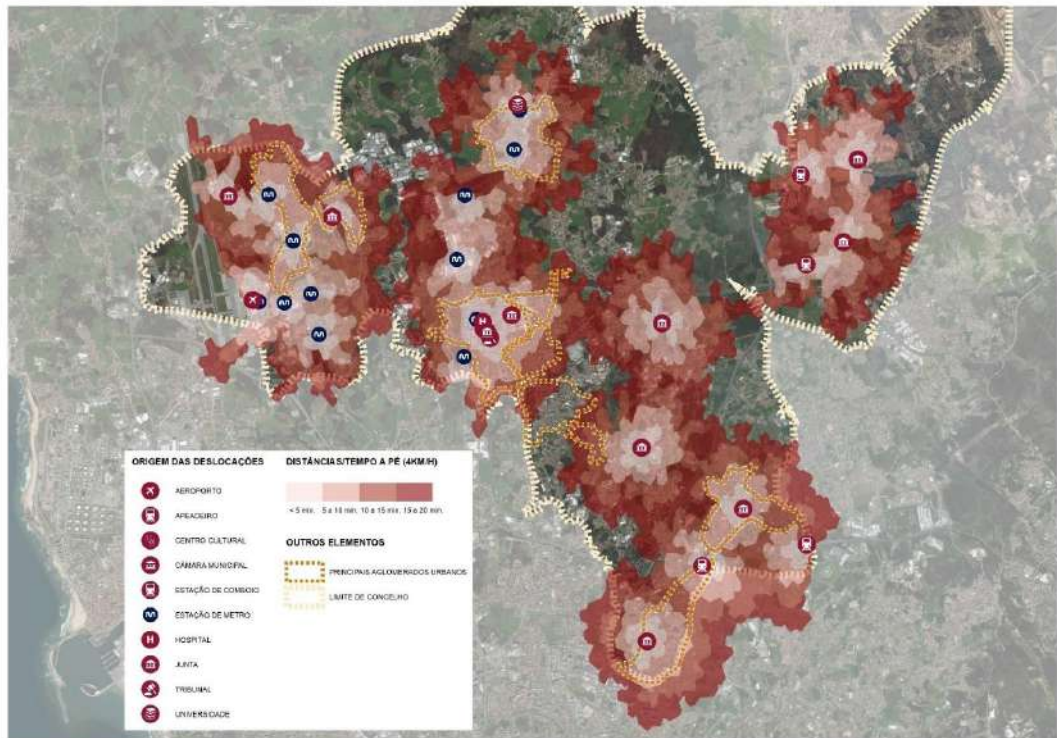 ORIGEM DAS DESLOCAÇÕES
AEROPORTO
APEADEIRO
CENTRO CULTURAL
CÂMARA MUNICIPAL
ESTAÇÃO DE COMBOIO
ESTAÇÃO DE METRO
HOSPITAL
JUNTA
TRIBUNAL
UNIVERSIDADE
DISTÂNCIAS/TEMPO A PÉ (4KM/H)
< 5 min. 5 a 10 min. 10 a 15 min. 15 a 20 min.
OUTROS ELEMENTOS
PRINCIPAIS AGLOMERADOS URBANOS
LIMITE DE CONCELHO